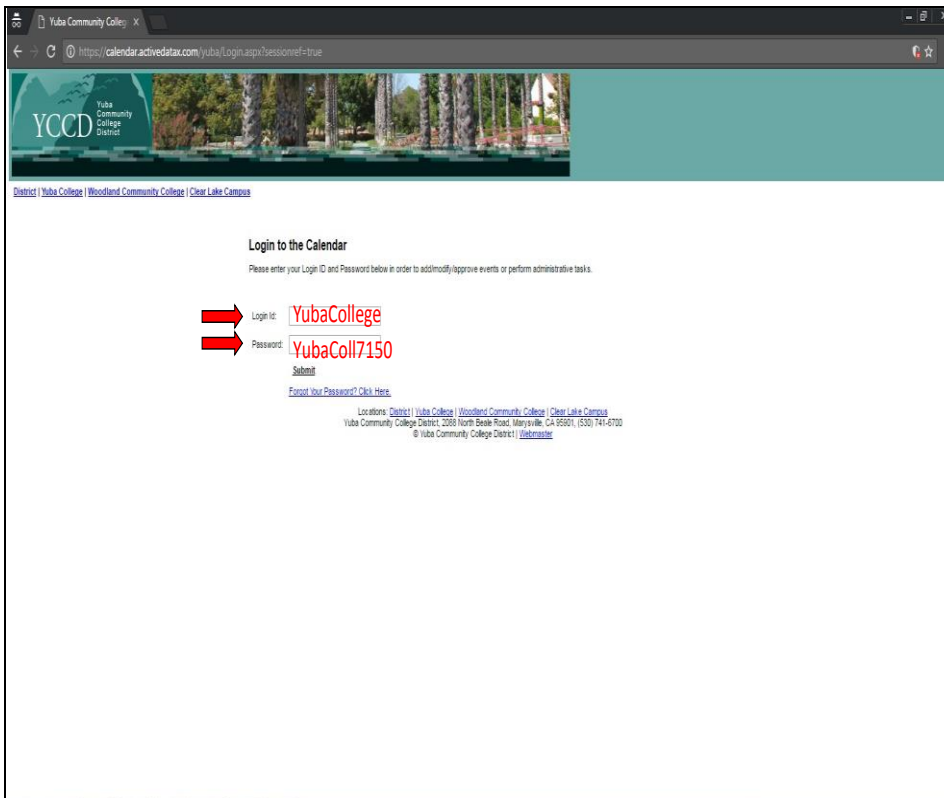 Yuba Community Colleg
https://calendar.activedatax.com/yuba/Login.aspx?sessionref=true
YCCD
Yuba
Community
College
District
District | Yuba College | Woodland Community College | Clear Lake Campus
Login to the Calendar
Please enter your Login ID and Password below in order to add/modify/approve events or perform administrative tasks.
Login Id: YubaCollege
Password: YubaColl7150
Submit
Forgot Your Password? Click Here.
Locations: District | Yuba College | Woodland Community College | Clear Lake Campus
Yuba Community College District, 2088 North Beale Road, Marysville, CA 95901, (530) 741-6700
© Yuba Community College District | Webmaster